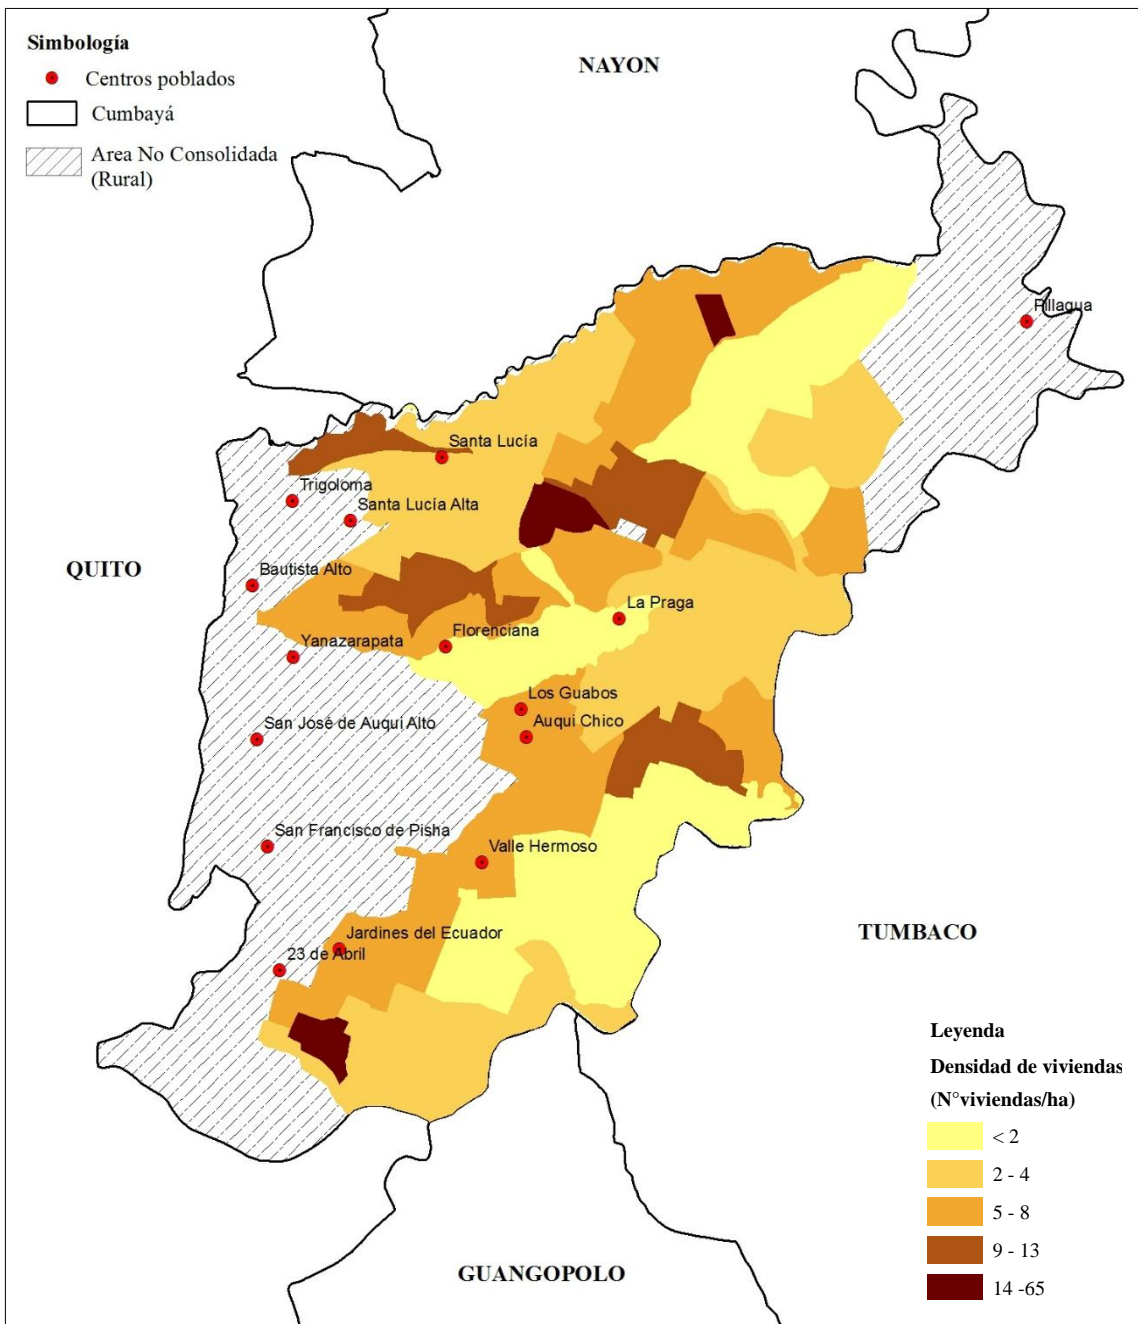 Simbología
Centros poblados
Cumbayá
Area No Consolidada
(Rural)
NAYON
Pillagua
Santa Lucía
Trigoloma
Santa Lucía Alta
QUITO
Bautista Alto
La Praga
Florenciana
Yanazarapata
Los Guabos
San José de Auqui Alto
Auqui Chico
San Francisco de Pisha
Valle Hermoso
Jardines del Ecuador
TUMBACO
23 de Abril
Leyenda
Densidad de viviendas
(N°viviendas/ha)
< 2
2 - 4
5 - 8
9 - 13
14 -65
GUANGOPOLO